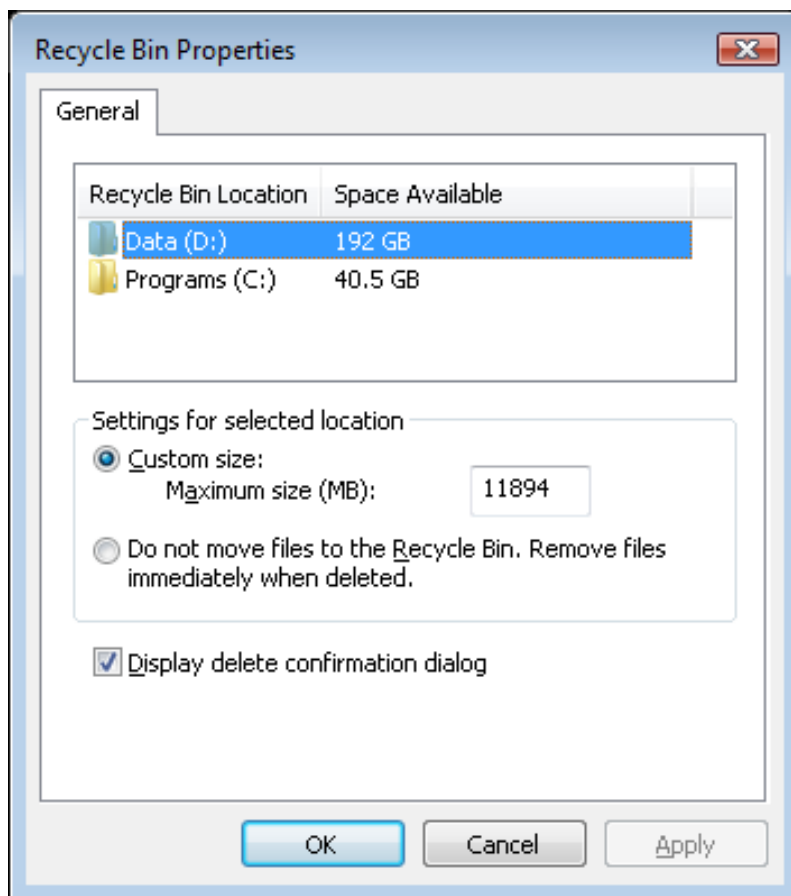 Recycle Bin Properties
General
Recycle Bin Location Space Available
Data (D:) 192 GB
Programs (C:) 40.5 GB
Settings for selected location
Custom size:
Maximum size (MB): 11894
Do not move files to the Recycle Bin. Remove files
immediately when deleted.
Display delete confirmation dialog
OK Cancel Apply